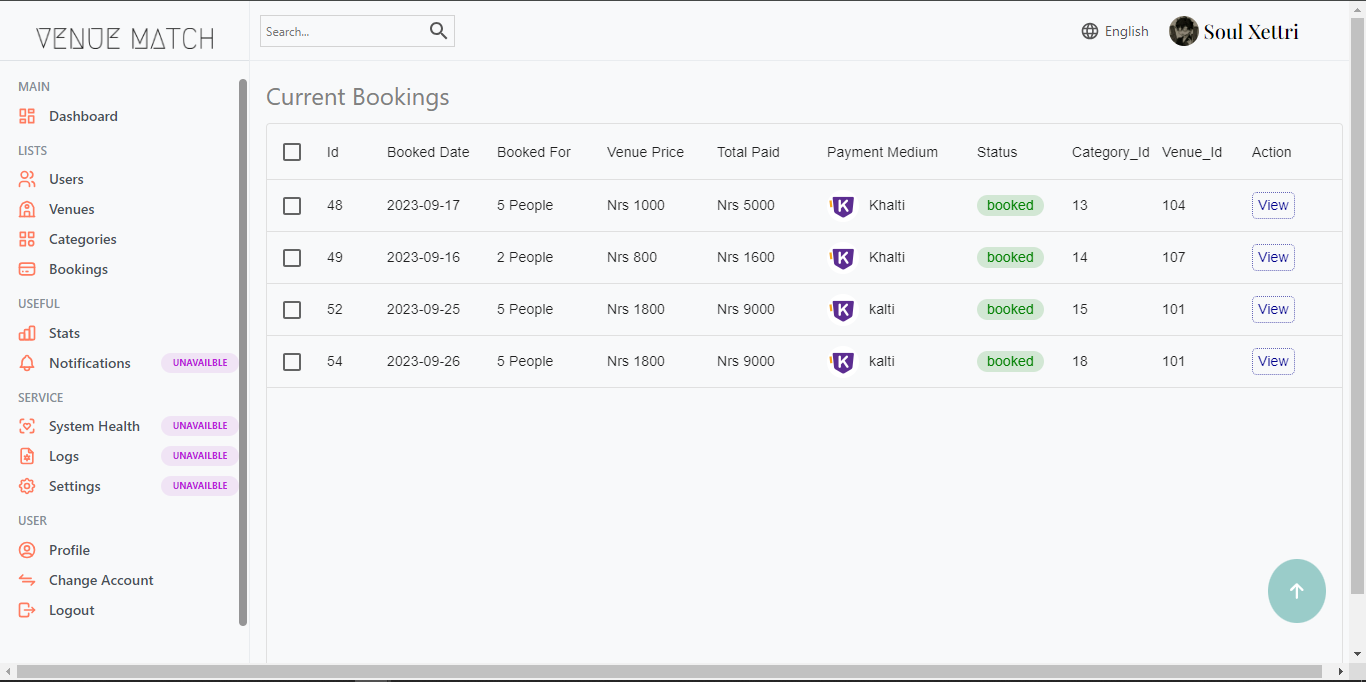 VENUE MATCH
Search...
English
Soul Xettri
MAIN
Dashboard
LISTS
Users
Venues
Categories
Bookings
USEFUL
Stats
Notifications UNAVAILBLE
SERVICE
System Health UNAVAILBLE
Logs UNAVAILBLE
Settings UNAVAILBLE
USER
Profile
Change Account
Logout
Current Bookings
Id Booked Date Booked For Venue Price Total Paid Payment Medium Status Category_Id Venue_Id Action
48 2023-09-17 5 People Nrs 1000 Nrs 5000 K Khalti booked 13 104 View
49 2023-09-16 2 People Nrs 800 Nrs 1600 K Khalti booked 14 107 View
52 2023-09-25 5 People Nrs 1800 Nrs 9000 K kalti booked 15 101 View
54 2023-09-26 5 People Nrs 1800 Nrs 9000 K kalti booked 18 101 View